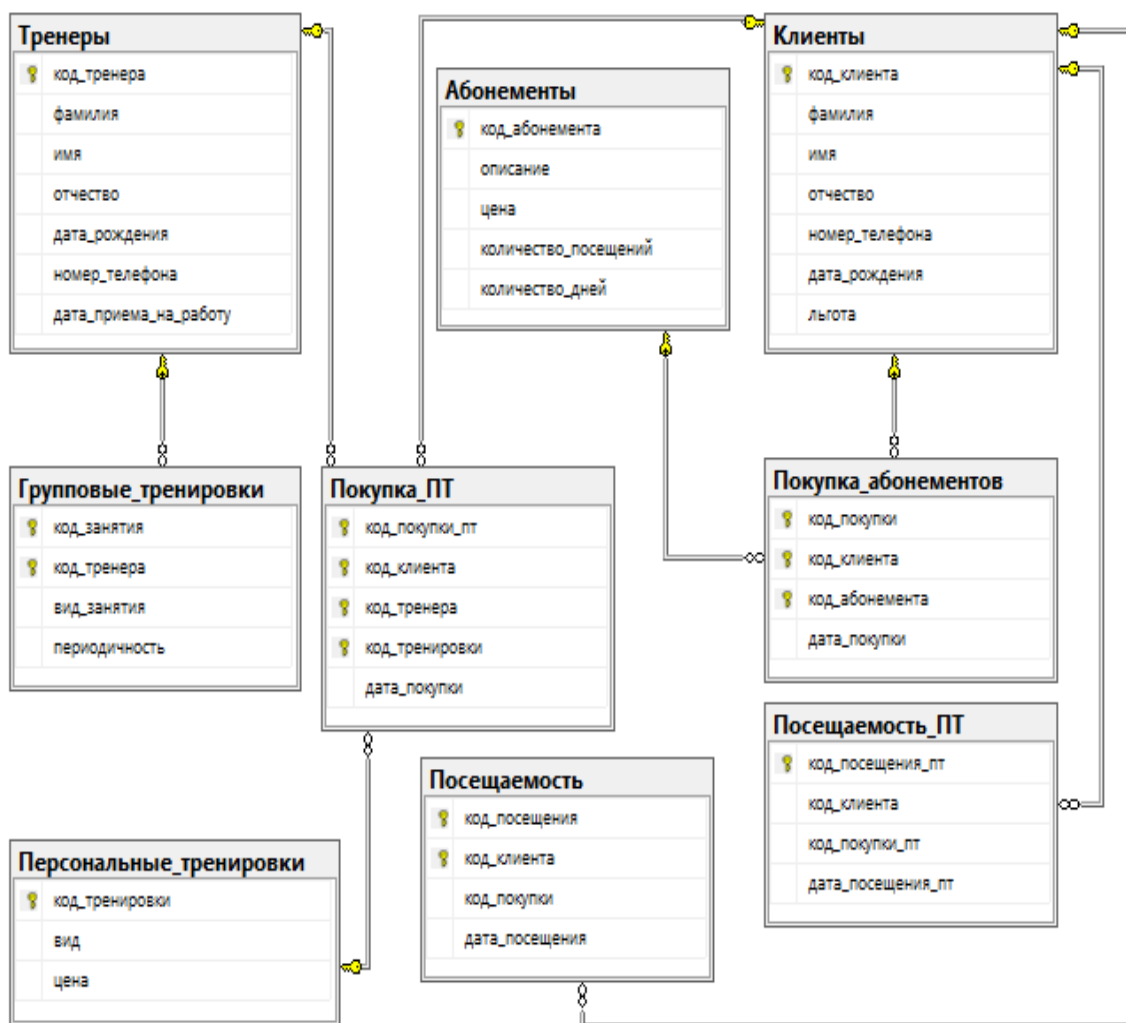 Тренеры
код_тренера
фамилия
имя
отчество
дата_рождения
номер_телефона
дата_приема_на_работу
Абонементы
код_абонемента
описание
цена
количество_посещений
количество_дней
Клиенты
код_клиента
фамилия
имя
отчество
номер_телефона
дата_рождения
льгота
Групповые_тренировки
код_занятия
код_тренера
вид_занятия
периодичность
Покупка_ПТ
код_покупки_пт
код_клиента
код_тренера
код_тренировки
дата_покупки
Покупка_абонементов
код_покупки
код_клиента
код_абонемента
дата_покупки
Персональные_тренировки
код_тренировки
вид
цена
Посещаемость
код_посещения
код_клиента
код_покупки
дата_посещения
Посещаемость_ПТ
код_посещения_пт
код_клиента
код_покупки_пт
дата_посещения_пт